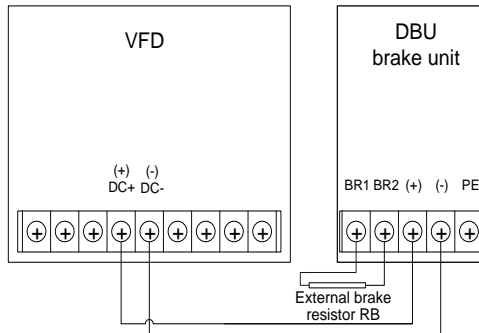 VFD
DBU
brake unit
(+) (-)
DC+ DC-
BR1 BR2 (+) (-) PE
External brake
resistor RB